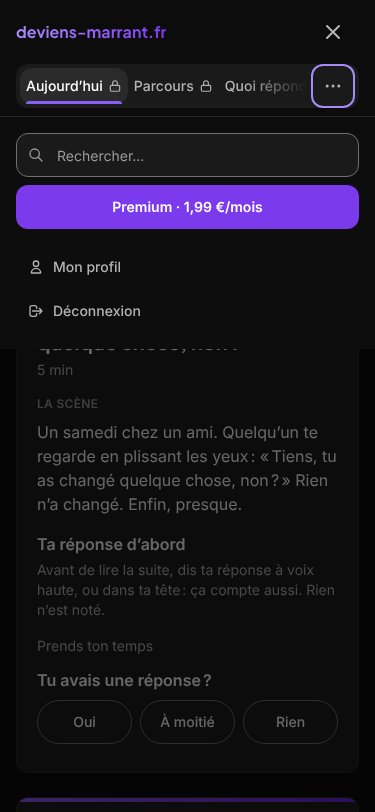 deviens-marrant.fr
Aujourd’hui Parcours Quoi répond
Rechercher...
Premium · 1,99 €/mois
Mon profil
Déconnexion
quelque chose, non ?
5 min
LA SCÈNE
Un samedi chez un ami. Quelqu’un te
regarde en plissant les yeux : « Tiens, tu
as changé quelque chose, non ? » Rien
n’a changé. Enfin, presque.
Ta réponse d’abord
Avant de lire la suite, dis ta réponse à voix
haute, ou dans ta tête : ça compte aussi. Rien
n’est noté.
Prends ton temps
Tu avais une réponse ?
Oui À moitié Rien